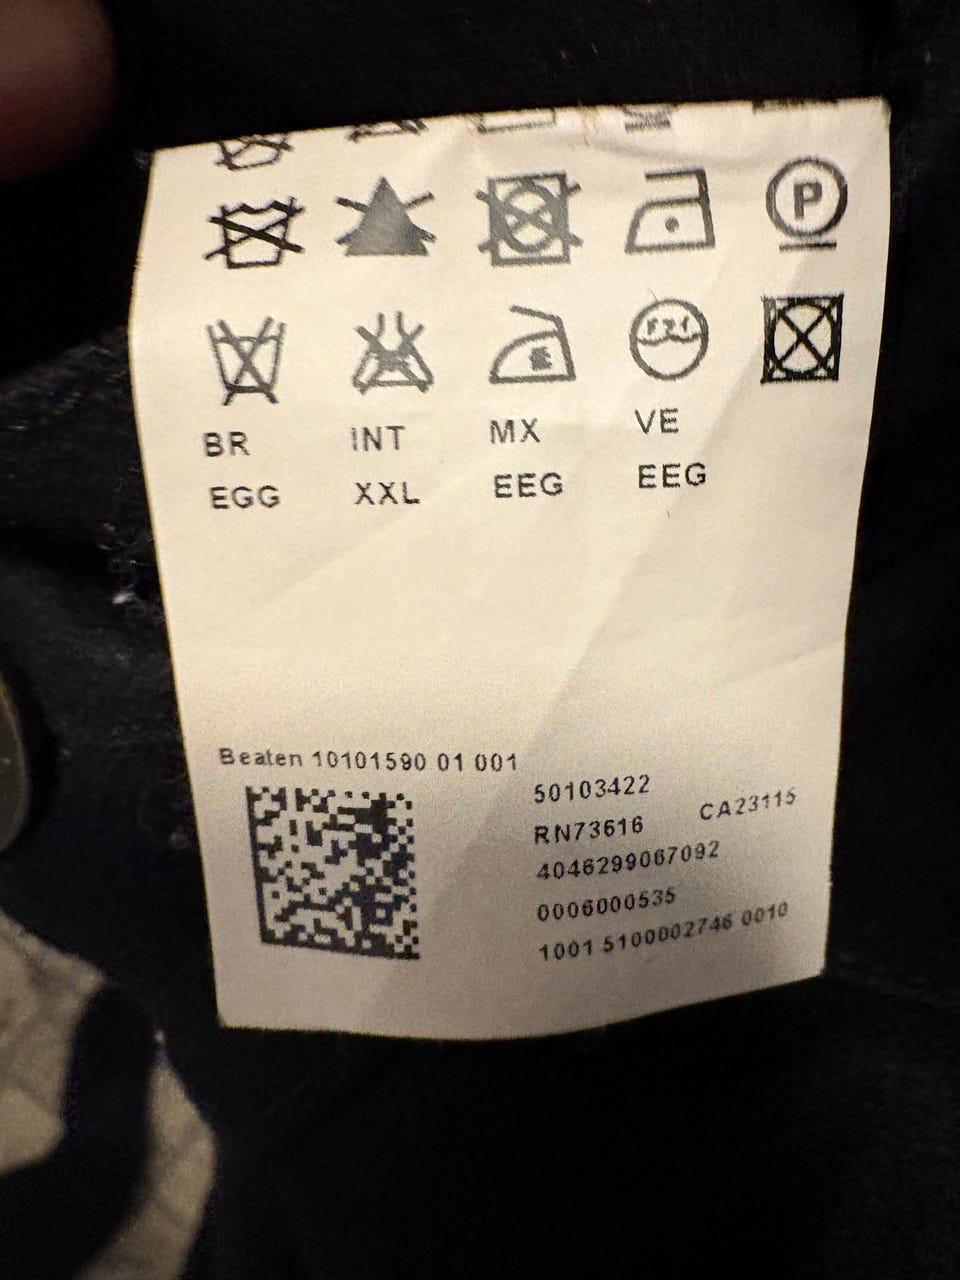 P
BR INT MX VE
EGG XXL EEG EEG
Beaten 10101590 01 001
50103422
RN73616 CA23115
4046299067092
0006000535
1001 5100002746 0010